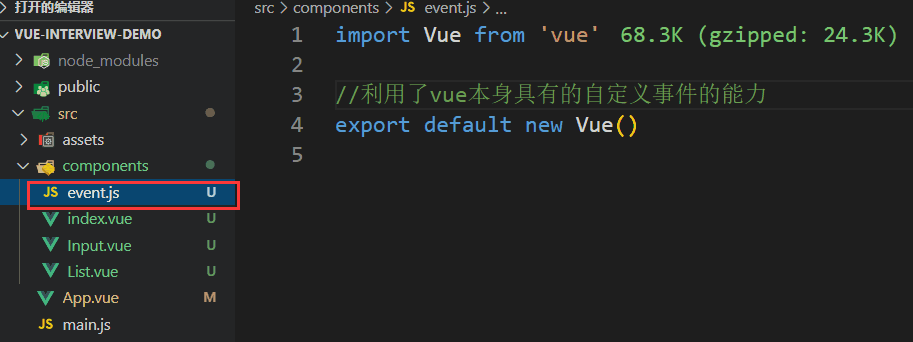 打开的编辑器
VUE-INTERVIEW-DEMO
node_modules
public
src
assets
components
JS event.js U
index.vue U
Input.vue U
List.vue U
App.vue M
JS main.js
src > components > JS event.js > ...
1 import Vue from 'vue' 68.3K (gzipped: 24.3K)
2
3 //利用了vue本身具有的自定义事件的能力
4 export default new Vue()
5